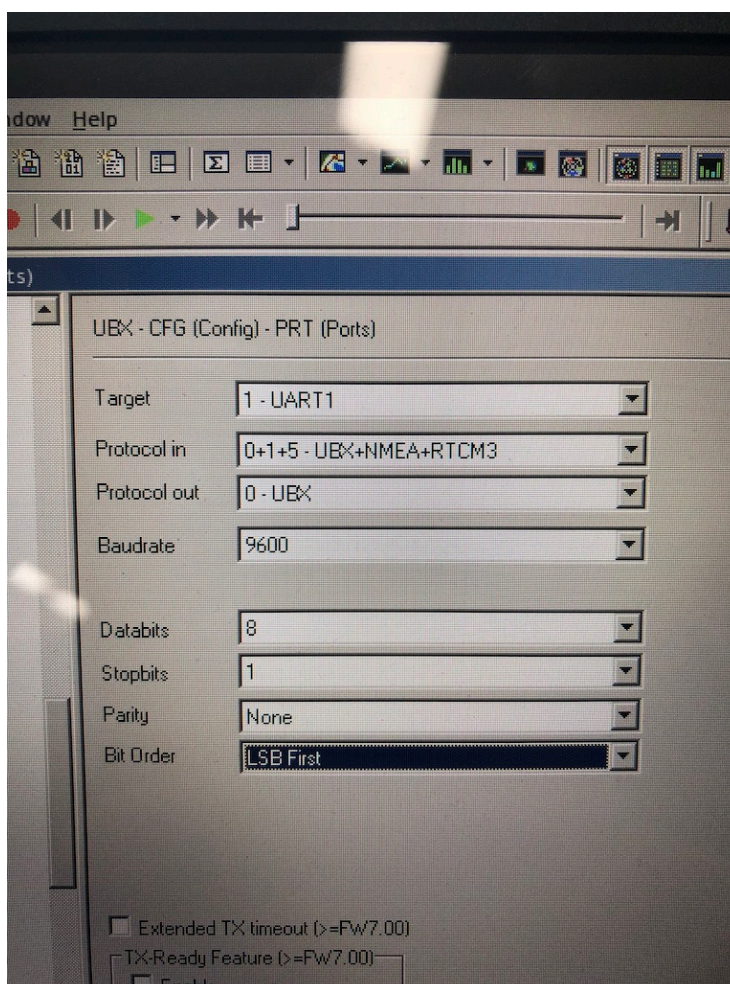 ndow Help
ts)
UBX - CFG (Config) - PRT (Ports)
Target 1 - UART1
Protocol in 0+1+5 - UBX+NMEA+RTCM3
Protocol out 0 - UBX
Baudrate 9600
Databits 8
Stopbits 1
Parity None
Bit Order LSB First
Extended TX timeout (>=FW7.00)
TX-Ready Feature (>=FW7.00)